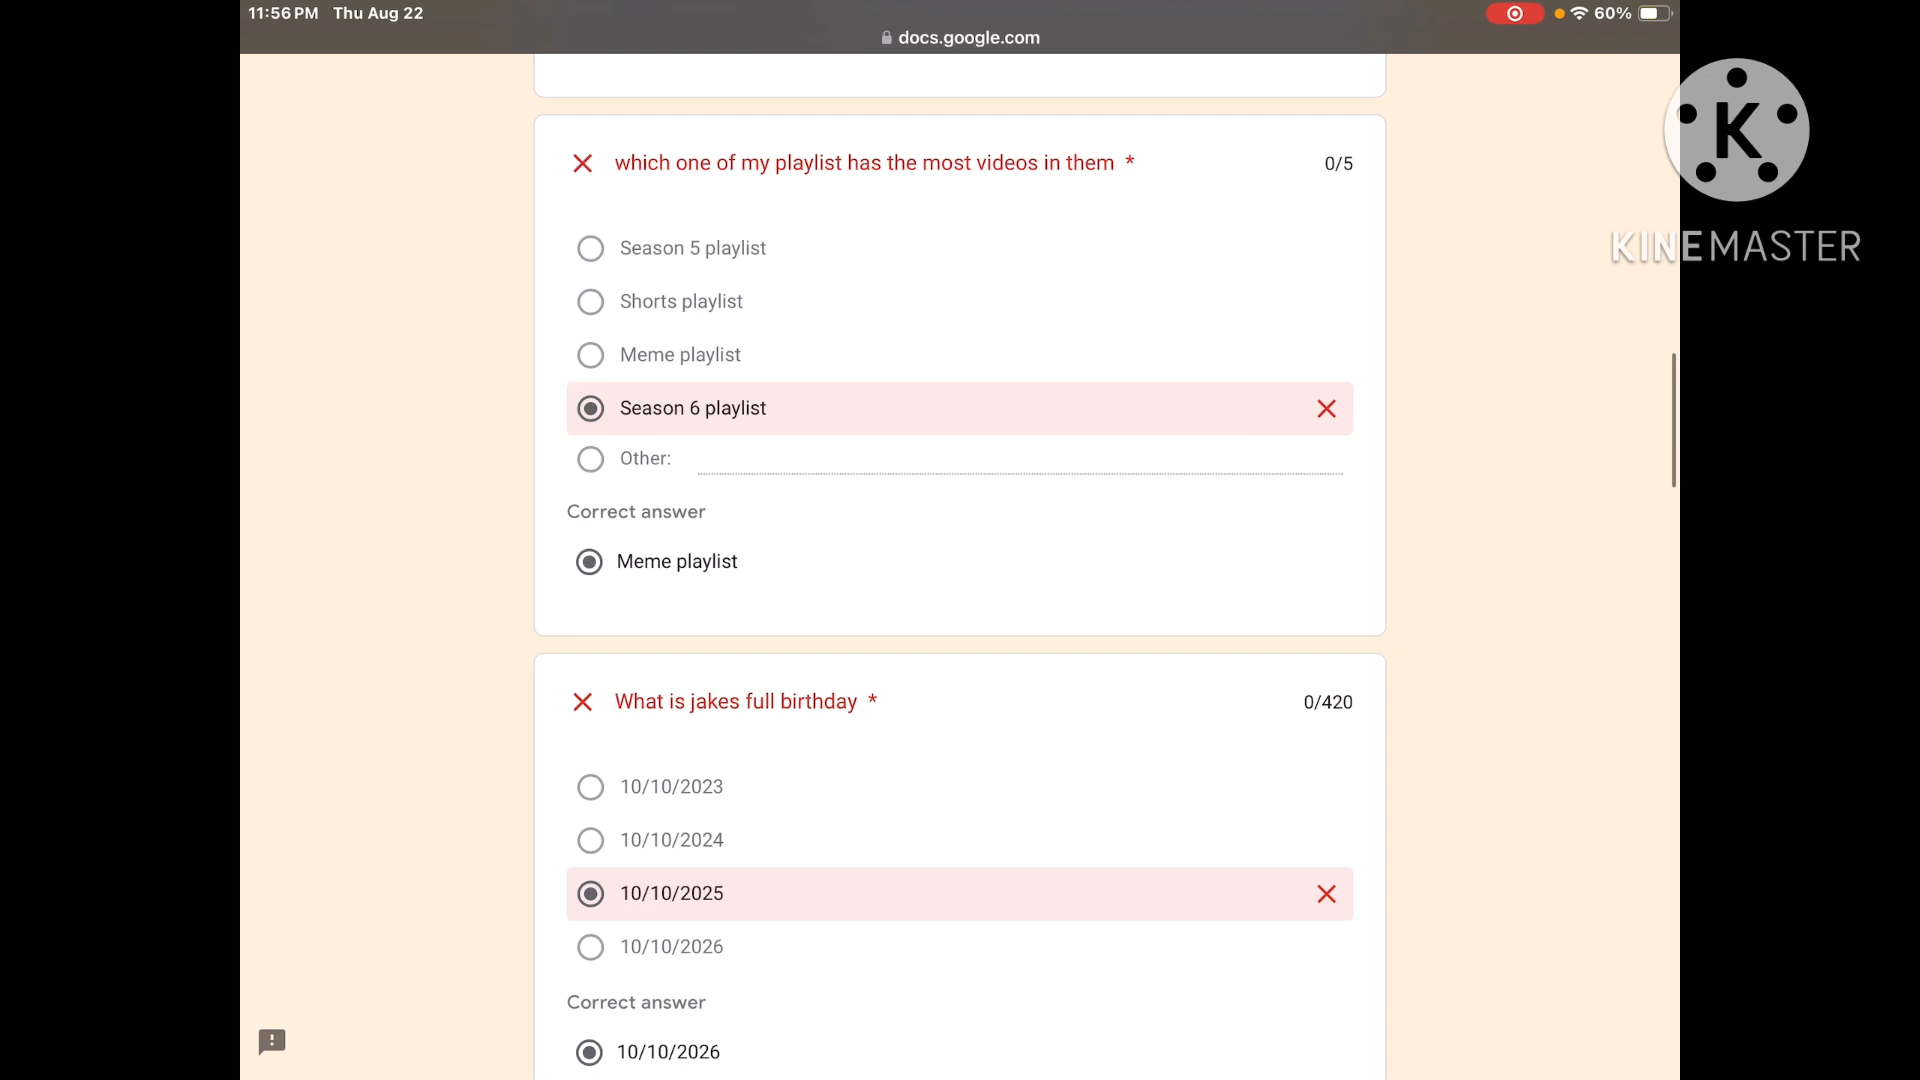 11:56 PM Thu Aug 22
60%
docs.google.com
K
KINEMASTER
which one of my playlist has the most videos in them *
0/5
Season 5 playlist
Shorts playlist
Meme playlist
Season 6 playlist
Other:
Correct answer
Meme playlist
What is jakes full birthday *
0/420
10/10/2023
10/10/2024
10/10/2025
10/10/2026
Correct answer
10/10/2026